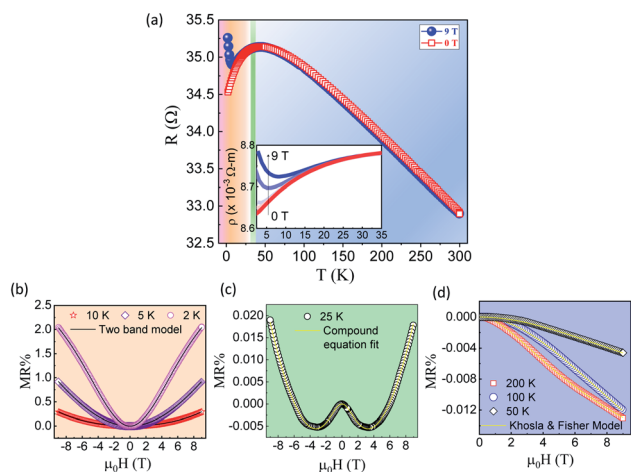 (a)
35.5
35.0
34.5
34.0
33.5
33.0
32.5
R (Ω)
9 T
0 T
8.8
8.7
8.6
ρ (x 10⁻³ Ω-m)
9 T
0 T
5 10 15 20 25 30 35
0 50 100 150 200 250 300
T (K)
(b)
2.5
2.0
1.5
1.0
0.5
0.0
MR%
10 K 5 K 2 K
Two band model
-8 -6 -4 -2 0 2 4 6 8
μ₀H (T)
(c)
0.020
0.015
0.010
0.005
0.000
-0.005
MR%
25 K
Compound
equation fit
-8 -6 -4 -2 0 2 4 6 8
μ₀H (T)
(d)
0.000
-0.004
-0.008
-0.012
MR%
200 K
100 K
50 K
Khosla & Fisher Model
0 2 4 6 8
μ₀H (T)